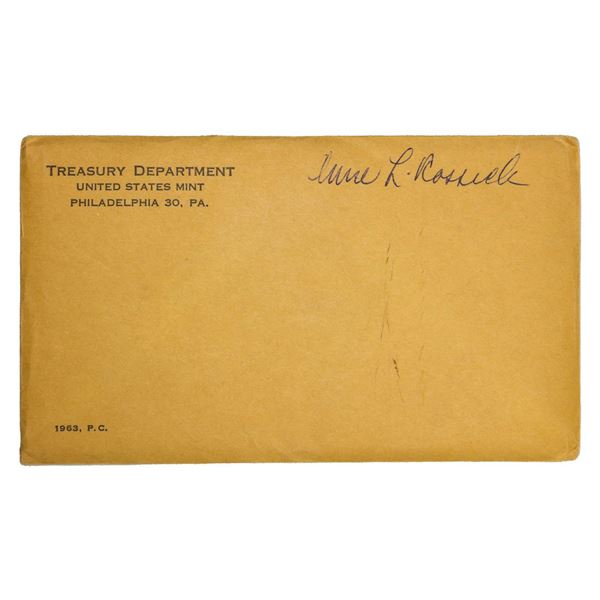 TREASURY DEPARTMENT
UNITED STATES MINT
PHILADELPHIA 30, PA.
L.
1963, P.C.